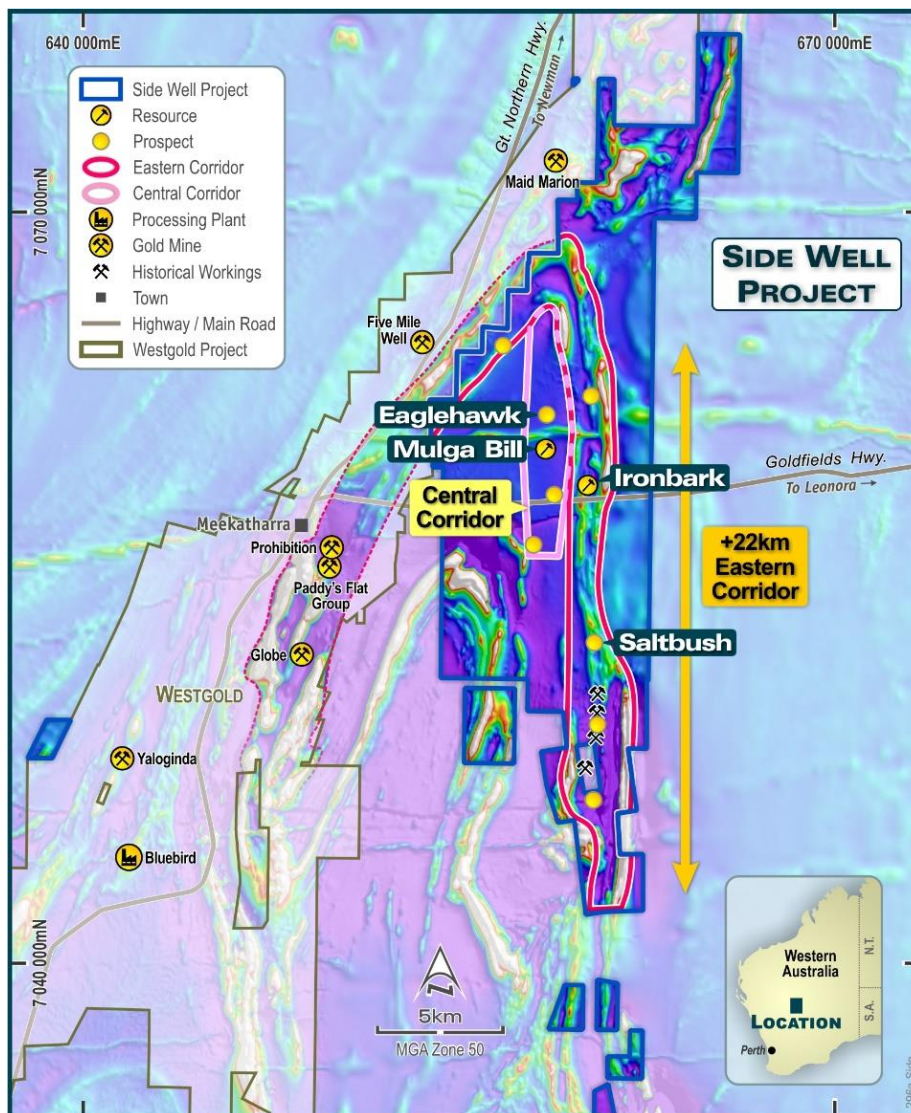 640 000mE
670 000mE
Gt. Northern Hwy.
To Newman →
Side Well Project
Resource
Prospect
Eastern Corridor
Central Corridor
Processing Plant
Gold Mine
Historical Workings
Town
Highway / Main Road
Westgold Project
7 070 000mN
Maid Marion
SIDE WELL
PROJECT
Five Mile
Well
Eaglehawk
Mulga Bill
Ironbark
Goldfields Hwy.
To Leonora →
Central
Corridor
Meekatharra
Prohibition
Paddy's Flat
Group
+22km
Eastern
Corridor
Globe
Saltbush
WESTGOLD
Yaloginda
Bluebird
7 040 000mN
N
5km
MGA Zone 50
Western
Australia
N.T.
S.A.
LOCATION
Perth